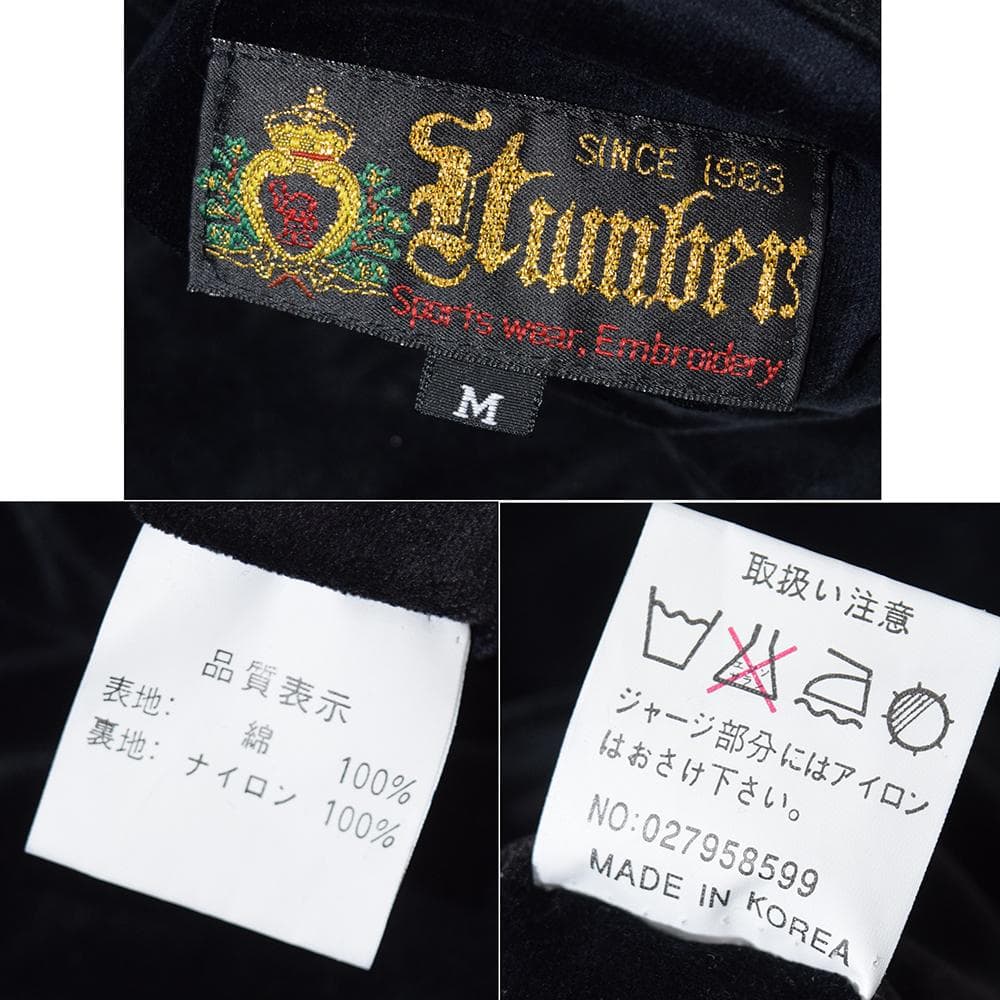 SINCE 1983
Numbers
Sports wear, Embroidery
M
品質表示
表地: 綿 100%
裏地: ナイロン 100%
取扱い注意
ジャージ部分にはアイロン
はおさけ下さい。
NO:027958599
MADE IN KOREA